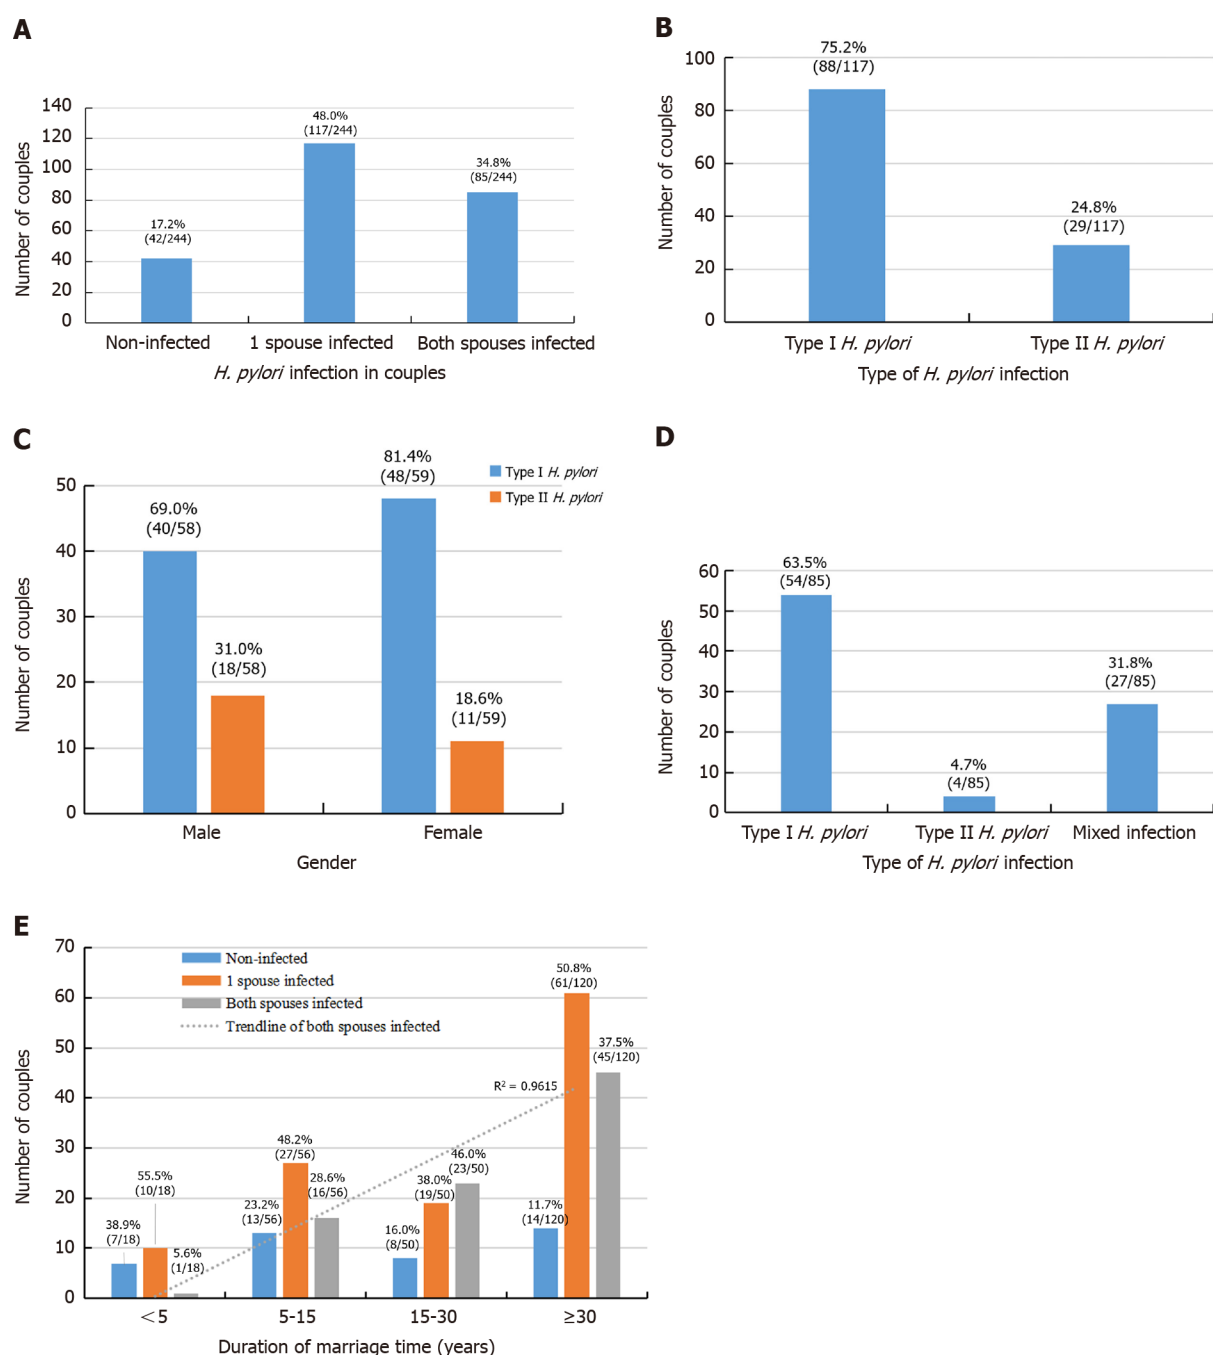 A
140
120
100
80
60
40
20
0
Number of couples
17.2%
(42/244)
48.0%
(117/244)
34.8%
(85/244)
Non-infected
1 spouse infected
Both spouses infected
H. pylori infection in couples
B
100
80
60
40
20
0
Number of couples
75.2%
(88/117)
24.8%
(29/117)
Type I H. pylori
Type II H. pylori
Type of H. pylori infection
C
50
40
30
20
10
0
Number of couples
69.0%
(40/58)
31.0%
(18/58)
81.4%
(48/59)
18.6%
(11/59)
Type I H. pylori
Type II H. pylori
Male
Female
Gender
D
60
50
40
30
20
10
0
Number of couples
63.5%
(54/85)
4.7%
(4/85)
31.8%
(27/85)
Type I H. pylori
Type II H. pylori
Mixed infection
Type of H. pylori infection
E
70
60
50
40
30
20
10
0
Number of couples
Non-infected
1 spouse infected
Both spouses infected
Trendline of both spouses infected
R² = 0.9615
38.9%
(7/18)
55.5%
(10/18)
5.6%
(1/18)
23.2%
(13/56)
48.2%
(27/56)
28.6%
(16/56)
16.0%
(8/50)
38.0%
(19/50)
46.0%
(23/50)
11.7%
(14/120)
50.8%
(61/120)
37.5%
(45/120)
＜5
5-15
15-30
≥30
Duration of marriage time (years)